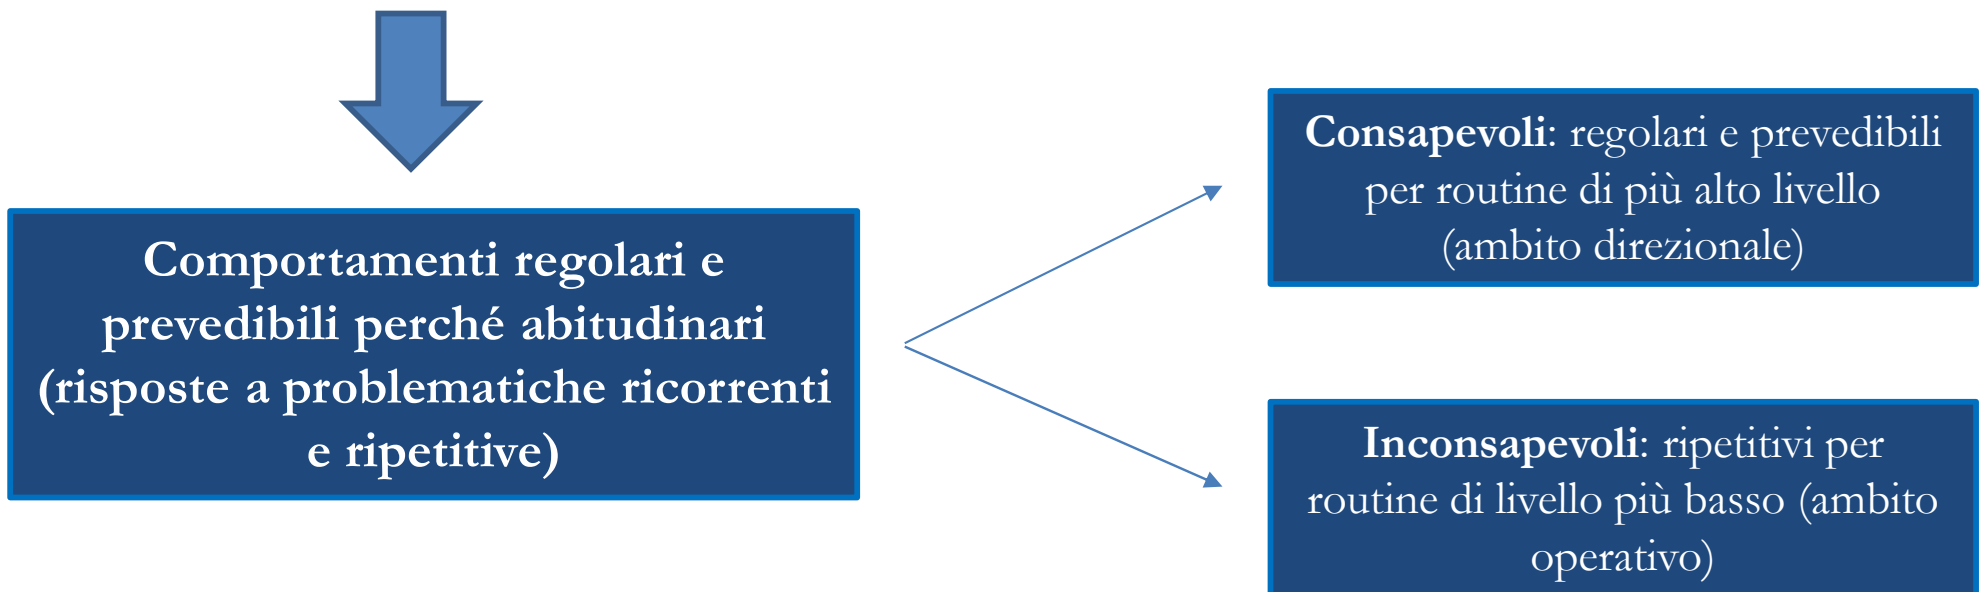 Comportamenti regolari e
prevedibili perché abitudinari
(risposte a problematiche ricorrenti
e ripetitive)
Consapevoli: regolari e prevedibili
per routine di più alto livello
(ambito direzionale)
Inconsapevoli: ripetitivi per
routine di livello più basso (ambito
operativo)